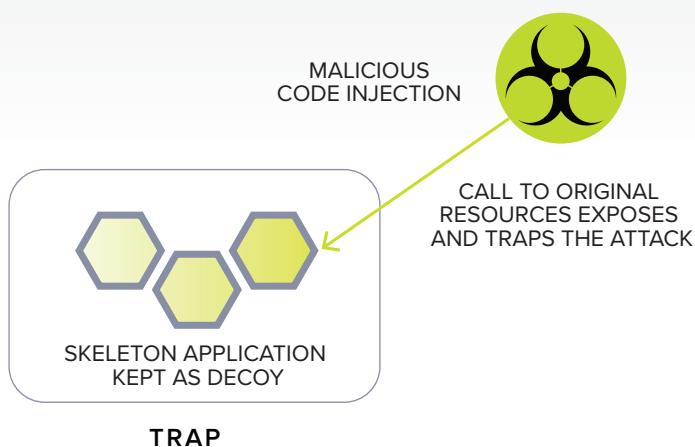 MALICIOUS
CODE INJECTION
CALL TO ORIGINAL
RESOURCES EXPOSES
AND TRAPS THE ATTACK
SKELETON APPLICATION
KEPT AS DECOY
TRAP